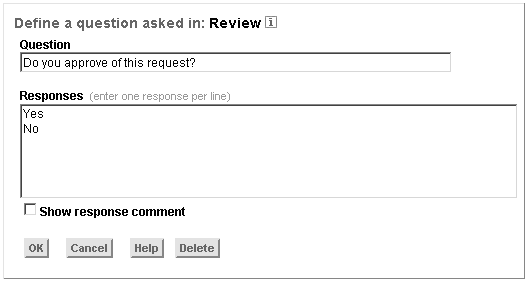 Define a question asked in: Review i
Question
Do you approve of this request?
Responses (enter one response per line)
Yes
No
Show response comment
OK Cancel Help Delete